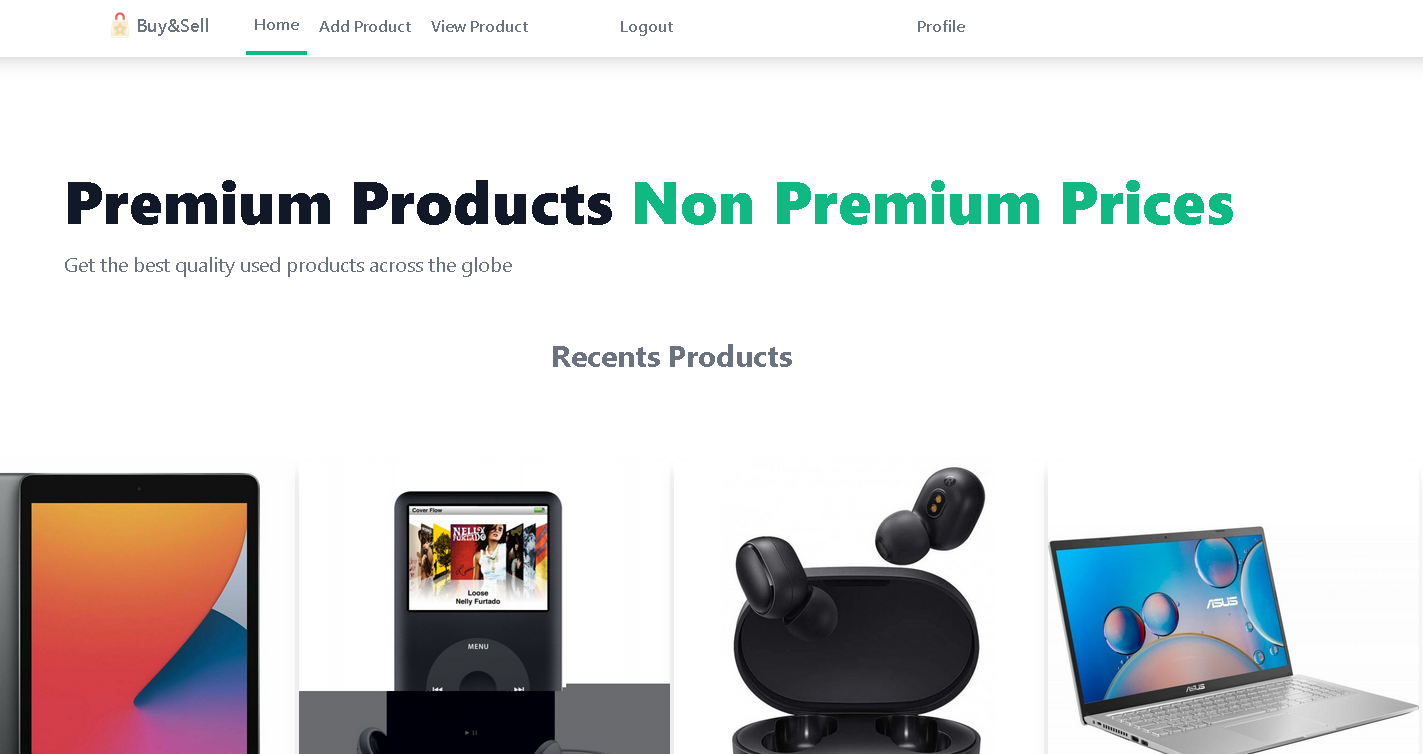 Buy&Sell Home Add Product View Product Logout Profile
Premium Products Non Premium Prices
Get the best quality used products across the globe
Recents Products
Cover Flow
NELLY
FURTADO
Loose
Nelly Furtado
MENU
ASUS
ASUS